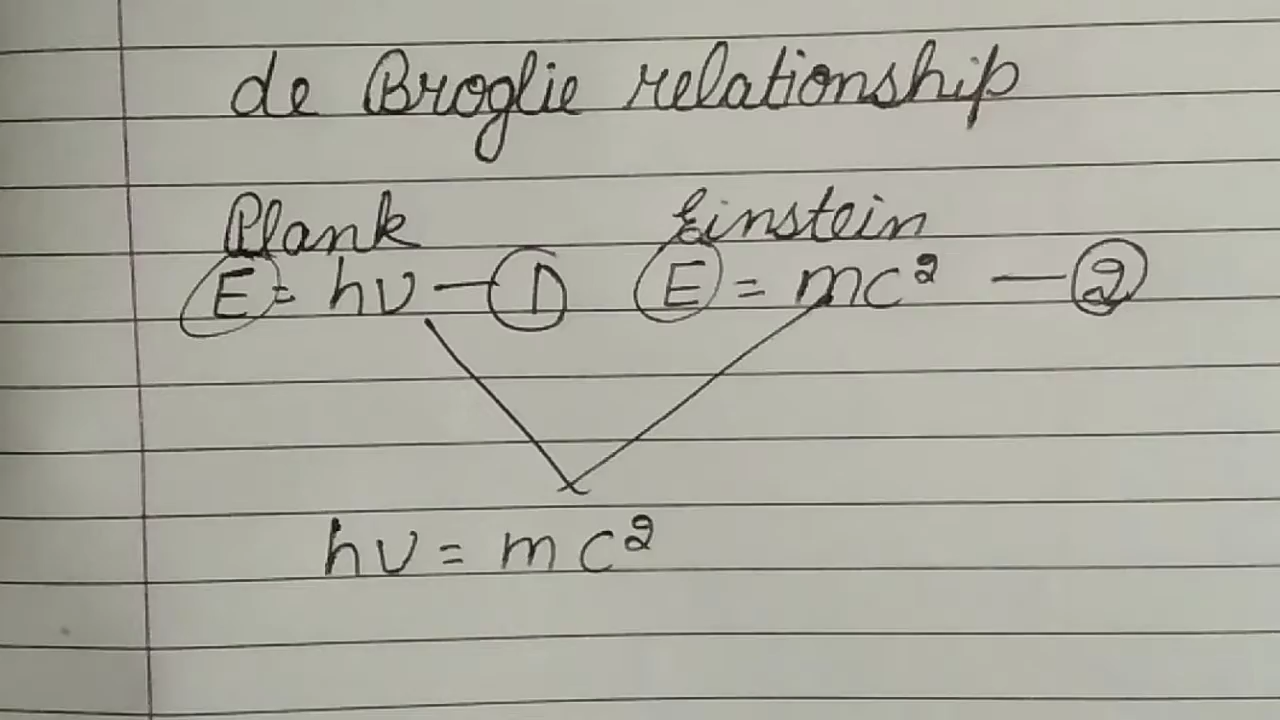 de Broglie relationship
Plank Einstein
E = hν — ① E = mc² — ②
hν = mc²